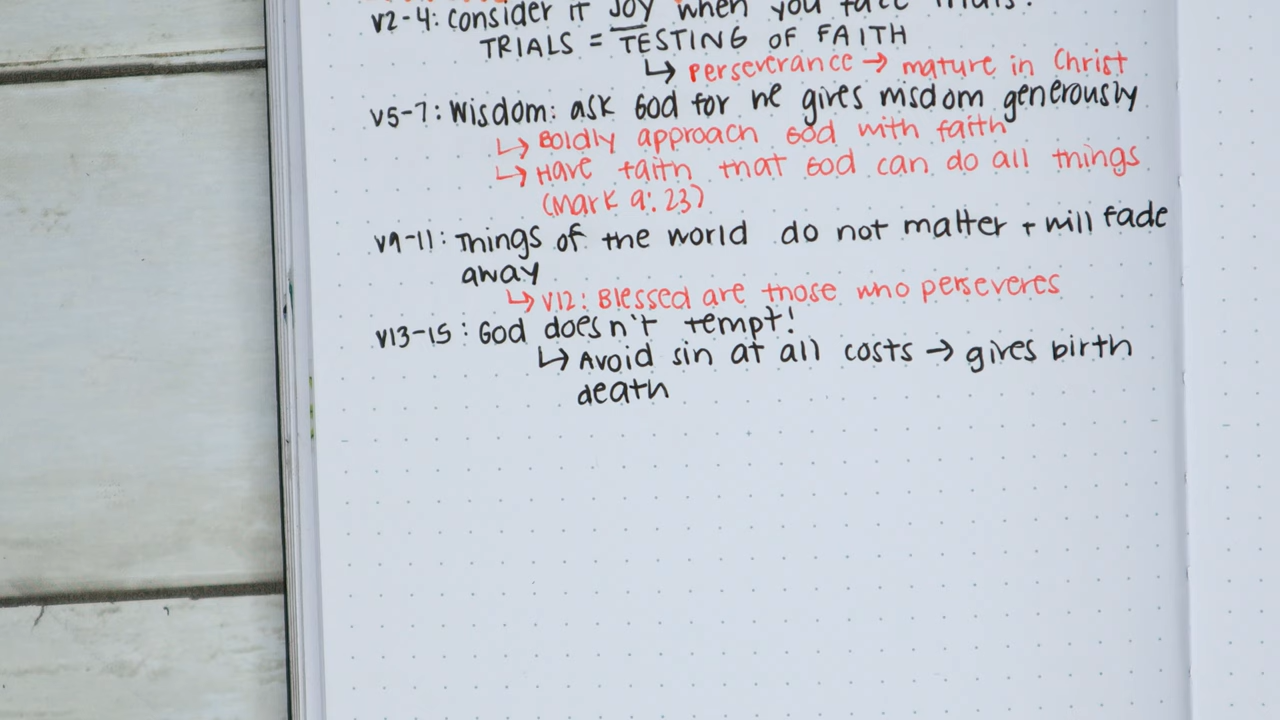 v2-4: consider it JOY when you face trials!
TRIALS = TESTING OF FAITH
↳ perseverance → mature in Christ
v5-7: Wisdom: ask God for he gives wisdom generously
↳ Boldly approach God with faith
↳ Have faith that God can do all things
(Mark 9:23)
v9-11: Things of the world do not matter + will fade
away
↳ v12: Blessed are those who perseveres
v13-15: God doesn't tempt!
↳ Avoid sin at all costs → gives birth
death